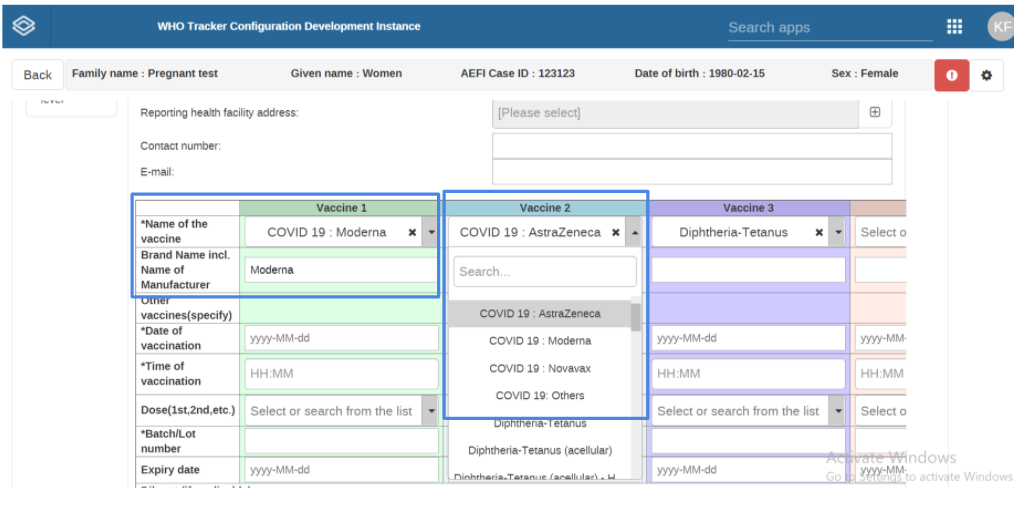 WHO Tracker Configuration Development Instance
Search apps
KF
Back
Family name : Pregnant test
Given name : Women
AEFI Case ID : 123123
Date of birth : 1980-02-15
Sex : Female
level
Reporting health facility address:
[Please select]
Contact number:
E-mail:
Vaccine 1
Vaccine 2
Vaccine 3
*Name of the
vaccine
COVID 19 : Moderna
COVID 19 : AstraZeneca
Diphtheria-Tetanus
Select o
Brand Name incl.
Name of
Manufacturer
Moderna
Search...
Other
vaccines(specify)
COVID 19 : AstraZeneca
*Date of
vaccination
yyyy-MM-dd
COVID 19 : Moderna
yyyy-MM-dd
yyyy-MM-
*Time of
vaccination
HH:MM
COVID 19 : Novavax
HH:MM
HH:MM
COVID 19: Others
Dose(1st,2nd,etc.)
Select or search from the list
Diphtheria-Tetanus
Select or search from the list
Select o
*Batch/Lot
number
Diphtheria-Tetanus (acellular)
Expiry date
yyyy-MM-dd
Diphtheria-Tetanus (acellular) - H
yyyy-MM-dd
yyyy-MM-
Activate Windows
Go to Settings to activate Windows